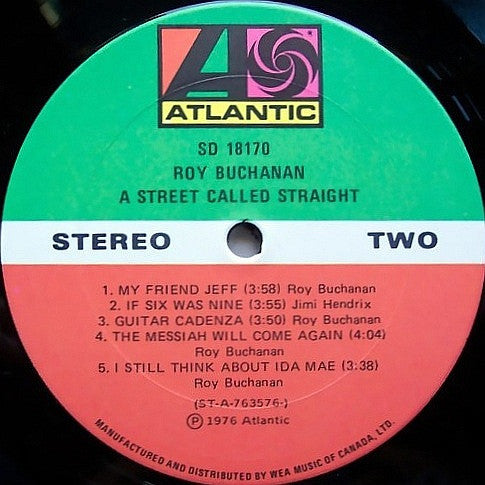 ATLANTIC
SD 18170
ROY BUCHANAN
A STREET CALLED STRAIGHT
STEREO TWO
1. MY FRIEND JEFF (3:58) Roy Buchanan
2. IF SIX WAS NINE (3:55) Jimi Hendrix
3. GUITAR CADENZA (3:50) Roy Buchanan
4. THE MESSIAH WILL COME AGAIN (4:04)
Roy Buchanan
5. I STILL THINK ABOUT IDA MAE (3:38)
Roy Buchanan
(ST-A-763576-)
Ⓟ 1976 Atlantic
MANUFACTURED AND DISTRIBUTED BY WEA MUSIC OF CANADA, LTD.